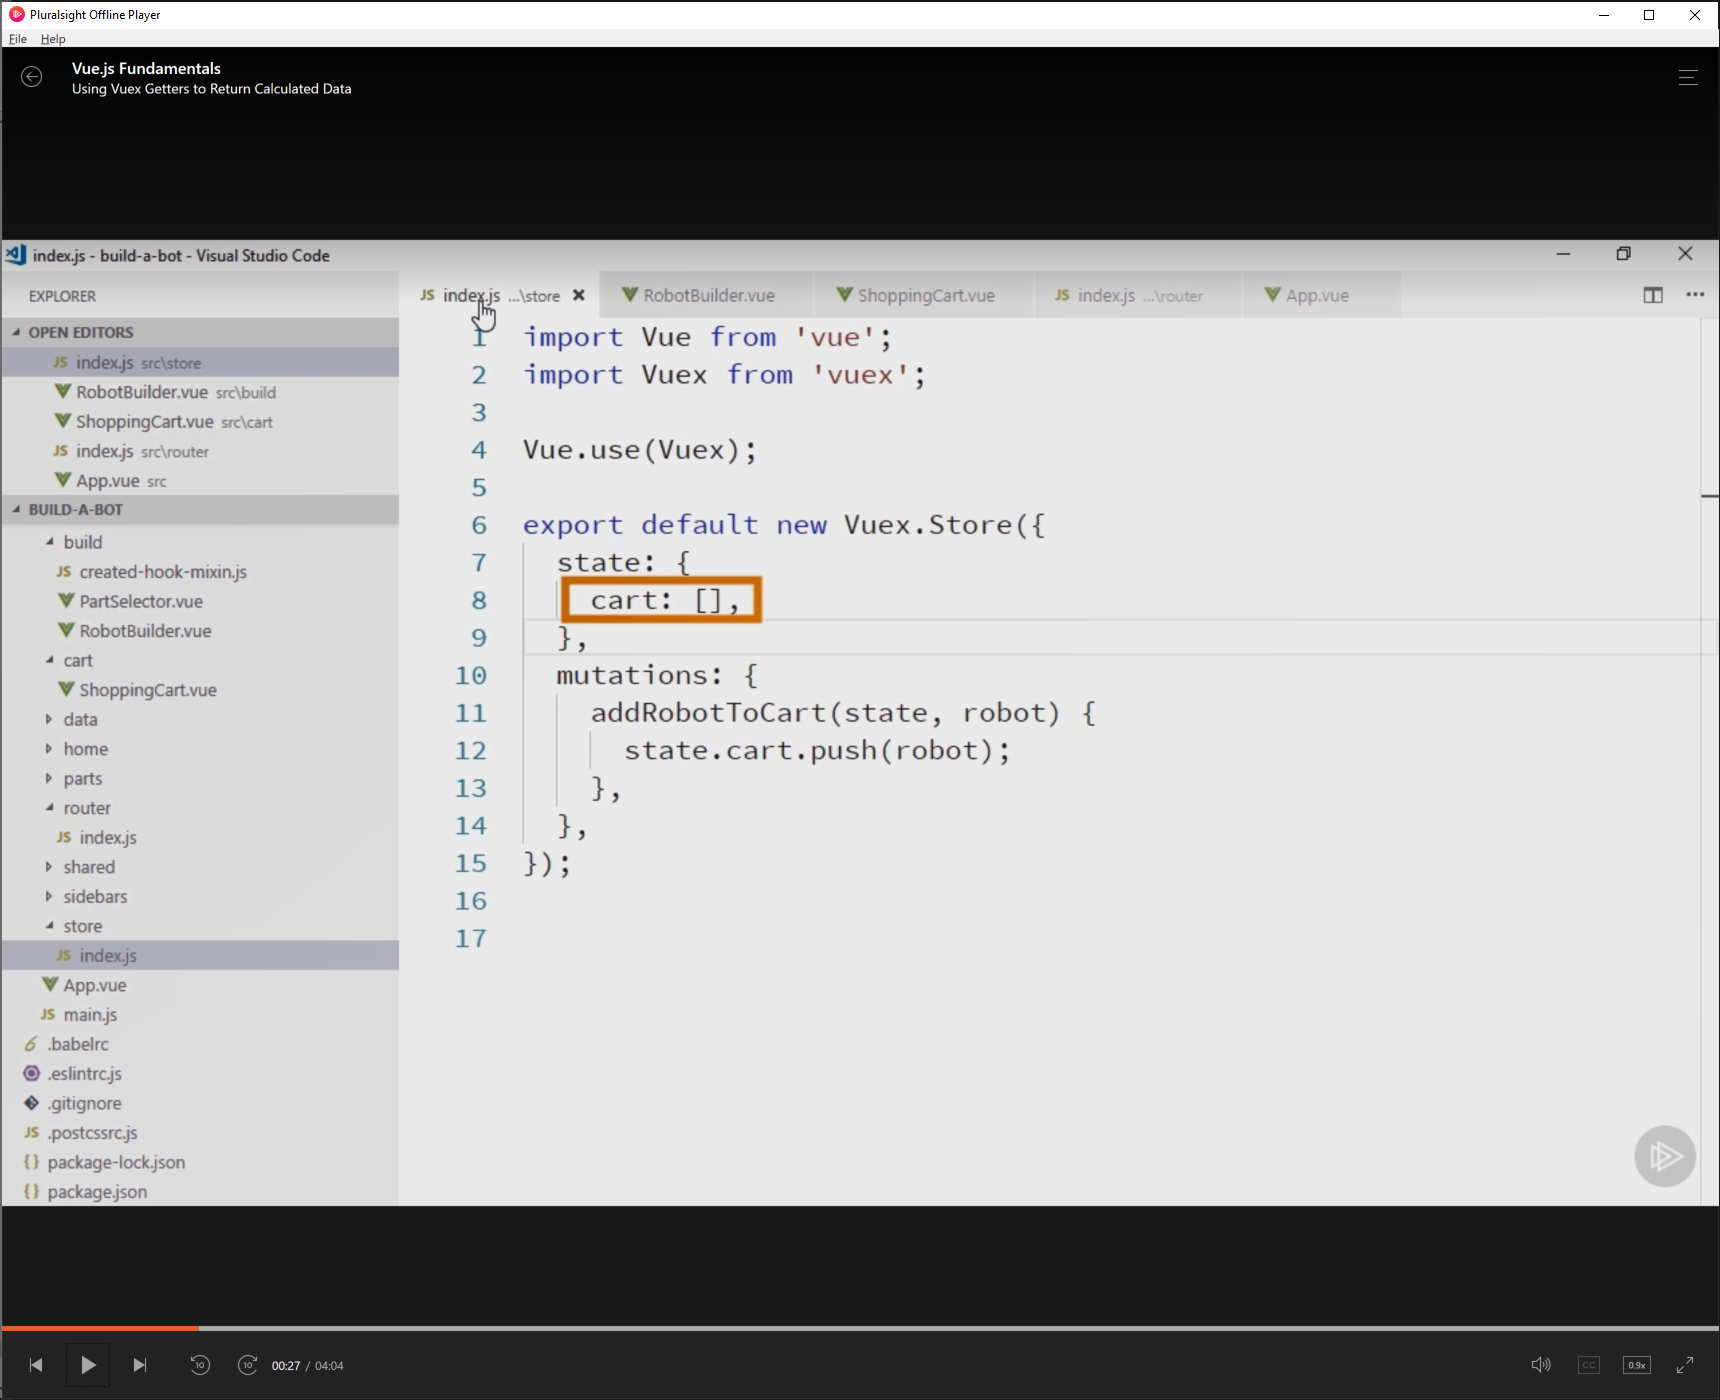 Pluralsight Offline Player
File Help
Vue.js Fundamentals
Using Vuex Getters to Return Calculated Data
index.js - build-a-bot - Visual Studio Code
EXPLORER
OPEN EDITORS
JS index.js src\store
RobotBuilder.vue src\build
ShoppingCart.vue src\cart
JS index.js src\router
App.vue src
BUILD-A-BOT
build
JS created-hook-mixin.js
PartSelector.vue
RobotBuilder.vue
cart
ShoppingCart.vue
data
home
parts
router
JS index.js
shared
sidebars
store
JS index.js
App.vue
JS main.js
.babelrc
.eslintrc.js
.gitignore
JS .postcssrc.js
{} package-lock.json
{} package.json
JS index.js ...\store RobotBuilder.vue ShoppingCart.vue JS index.js ...\router App.vue
1 import Vue from 'vue';
2 import Vuex from 'vuex';
3
4 Vue.use(Vuex);
5
6 export default new Vuex.Store({
7 state: {
8 cart: [],
9 },
10 mutations: {
11 addRobotToCart(state, robot) {
12 state.cart.push(robot);
13 },
14 },
15 });
16
17
10 10 00:27 / 04:04 CC 0.9x